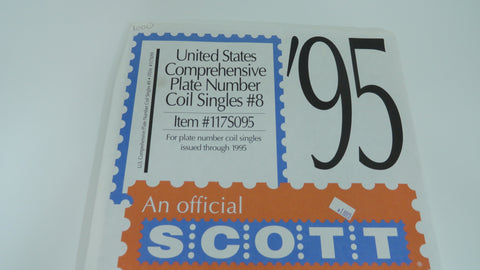 United States
Comprehensive
Plate Number
Coil Singles #8
Item #117S095
For plate number coil singles
issued through 1995
'95
An official
SCOTT